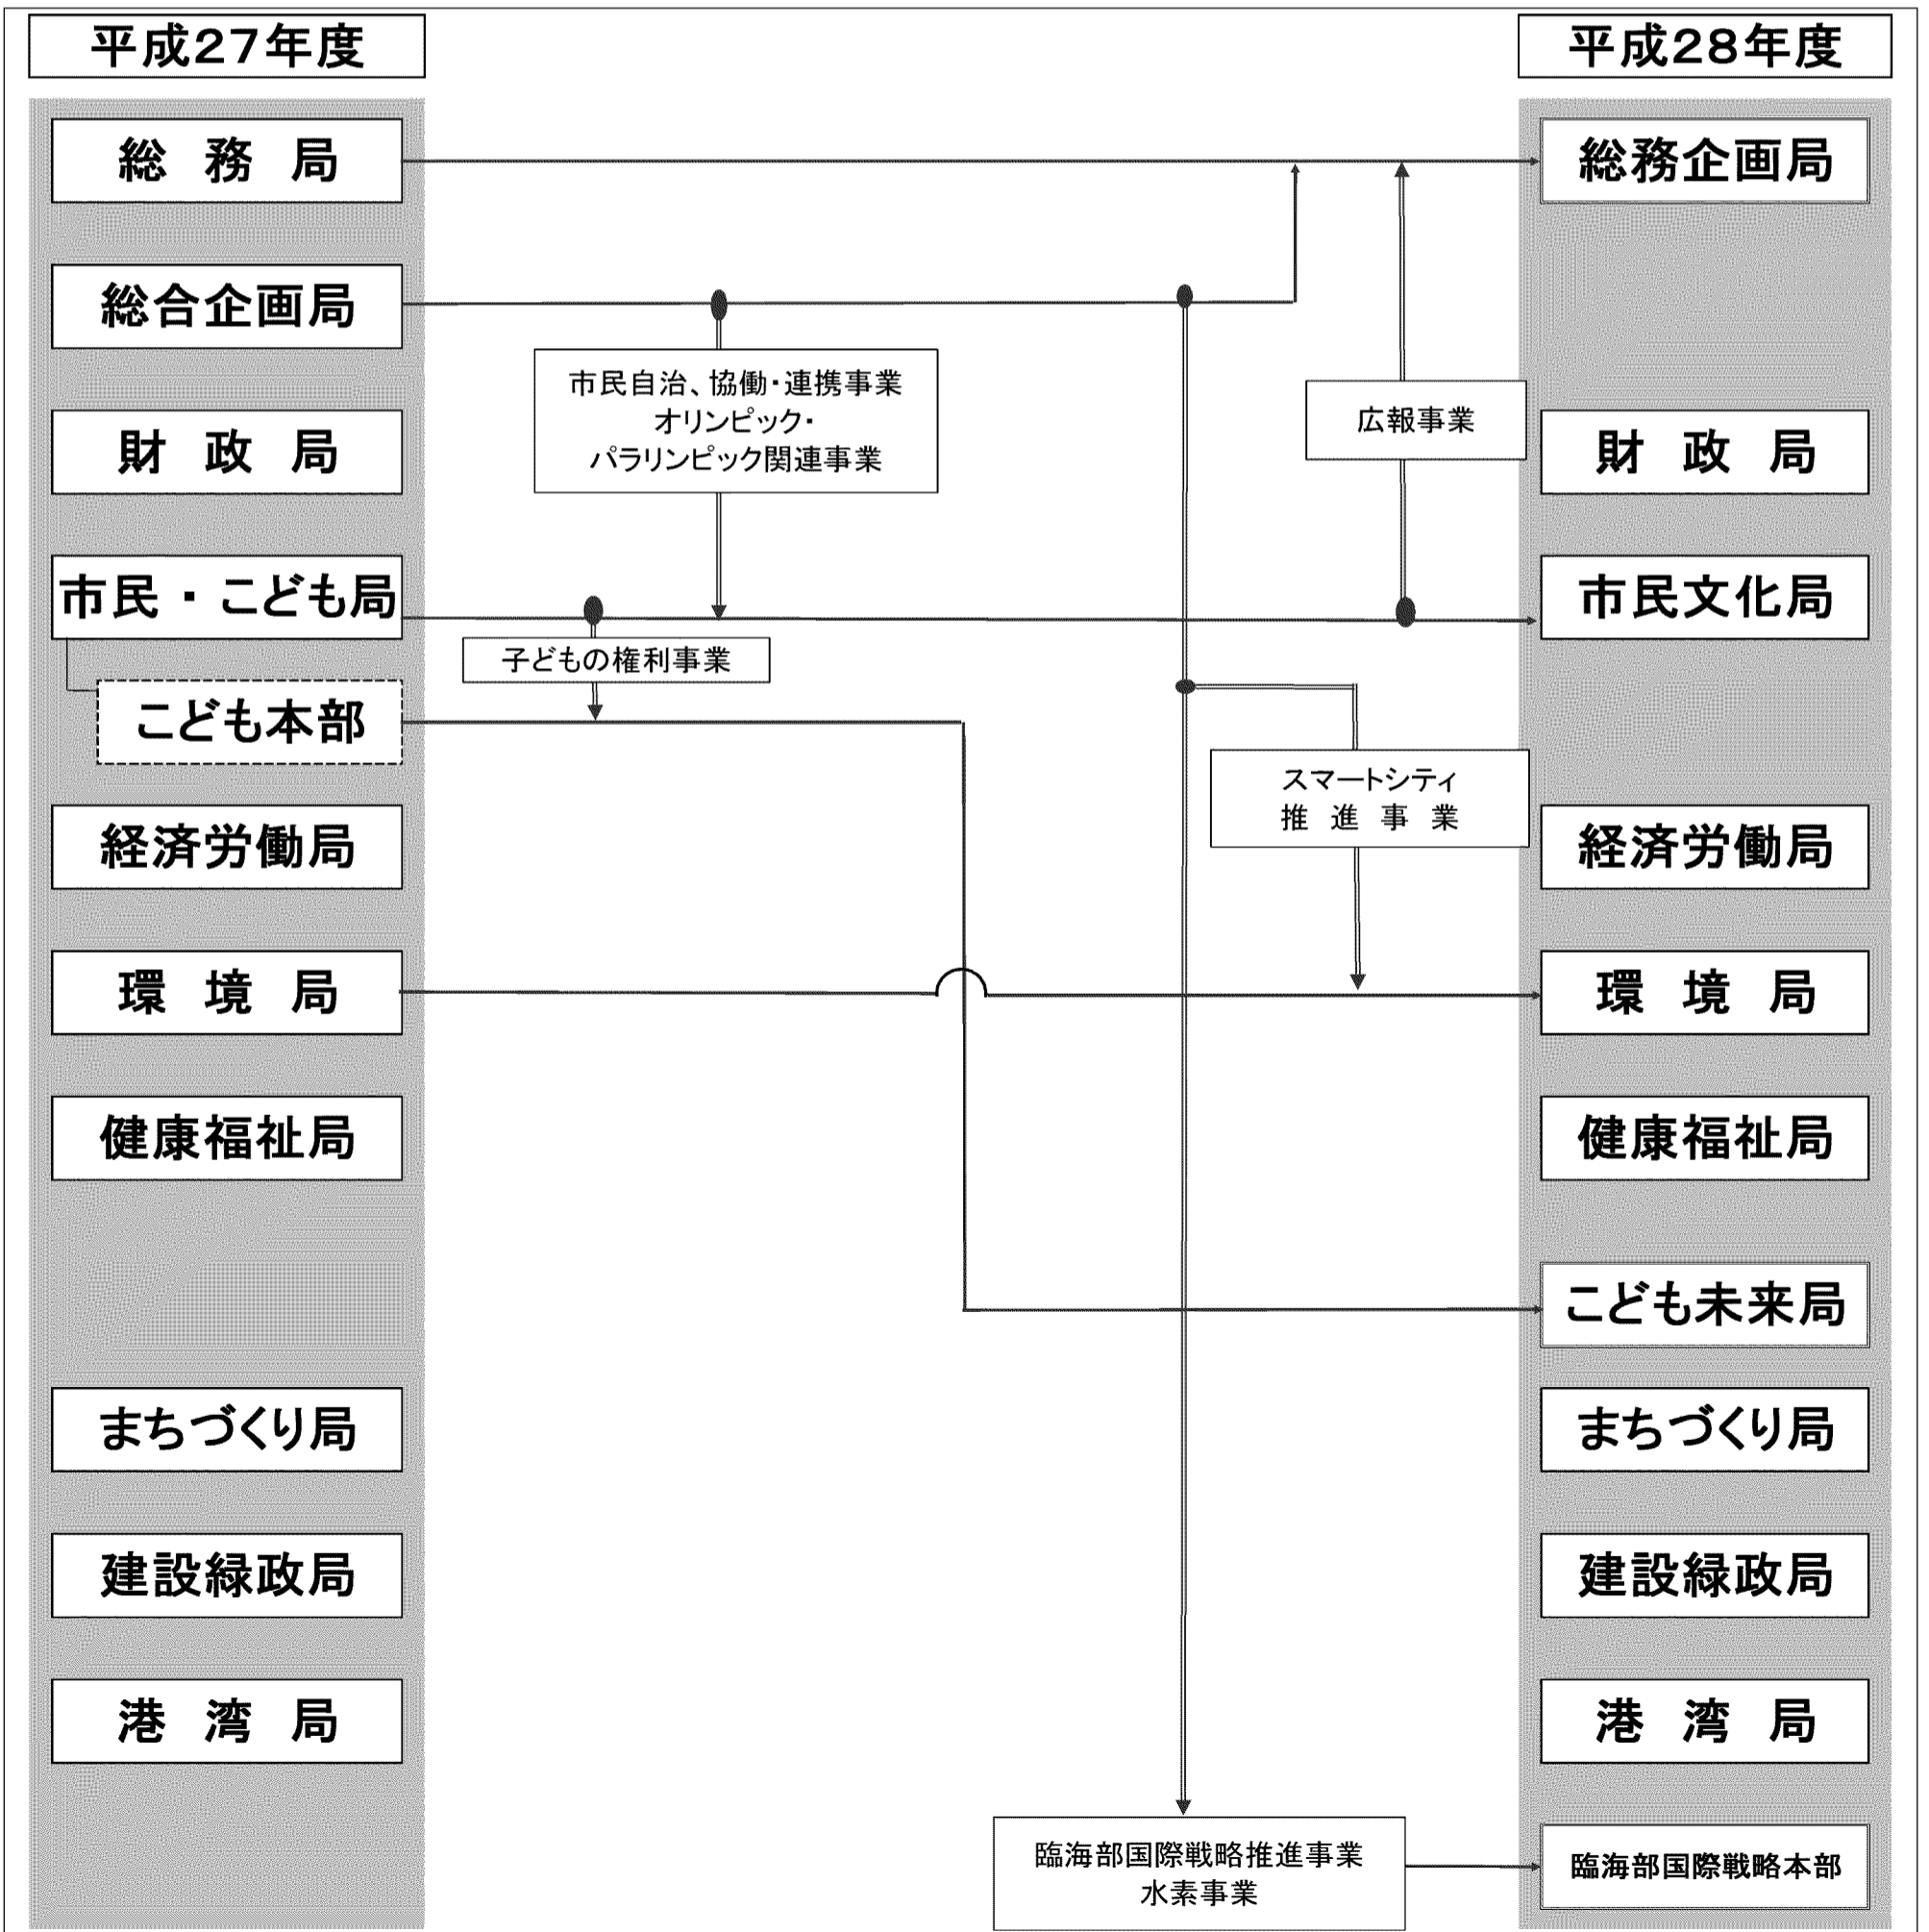 平成27年度
平成28年度
総務局
総務企画局
総合企画局
市民自治、協働・連携事業
オリンピック・
パラリンピック関連事業
広報事業
財政局
財政局
市民・こども局
市民文化局
子どもの権利事業
こども本部
スマートシティ
推進事業
経済労働局
経済労働局
環境局
環境局
健康福祉局
健康福祉局
こども未来局
まちづくり局
まちづくり局
建設緑政局
建設緑政局
港湾局
港湾局
臨海部国際戦略推進事業
水素事業
臨海部国際戦略本部